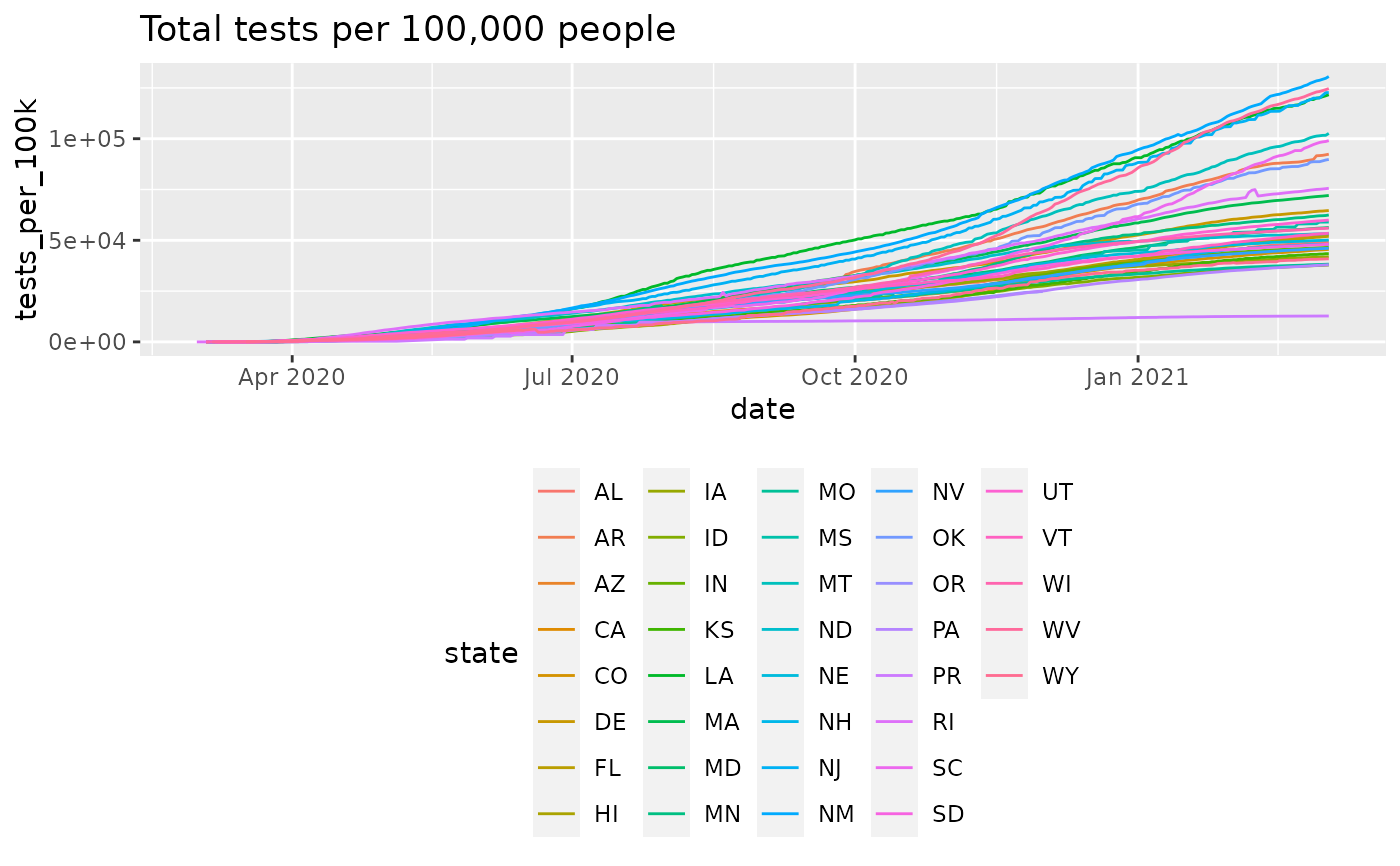 Total tests per 100,000 people
tests_per_100k
1e+05
5e+04
0e+00
Apr 2020 Jul 2020 Oct 2020 Jan 2021
date
state
AL IA MO NV UT
AR ID MS OK VT
AZ IN MT OR WI
CA KS ND PA WV
CO LA NE PR WY
DE MA NH RI
FL MD NJ SC
HI MN NM SD